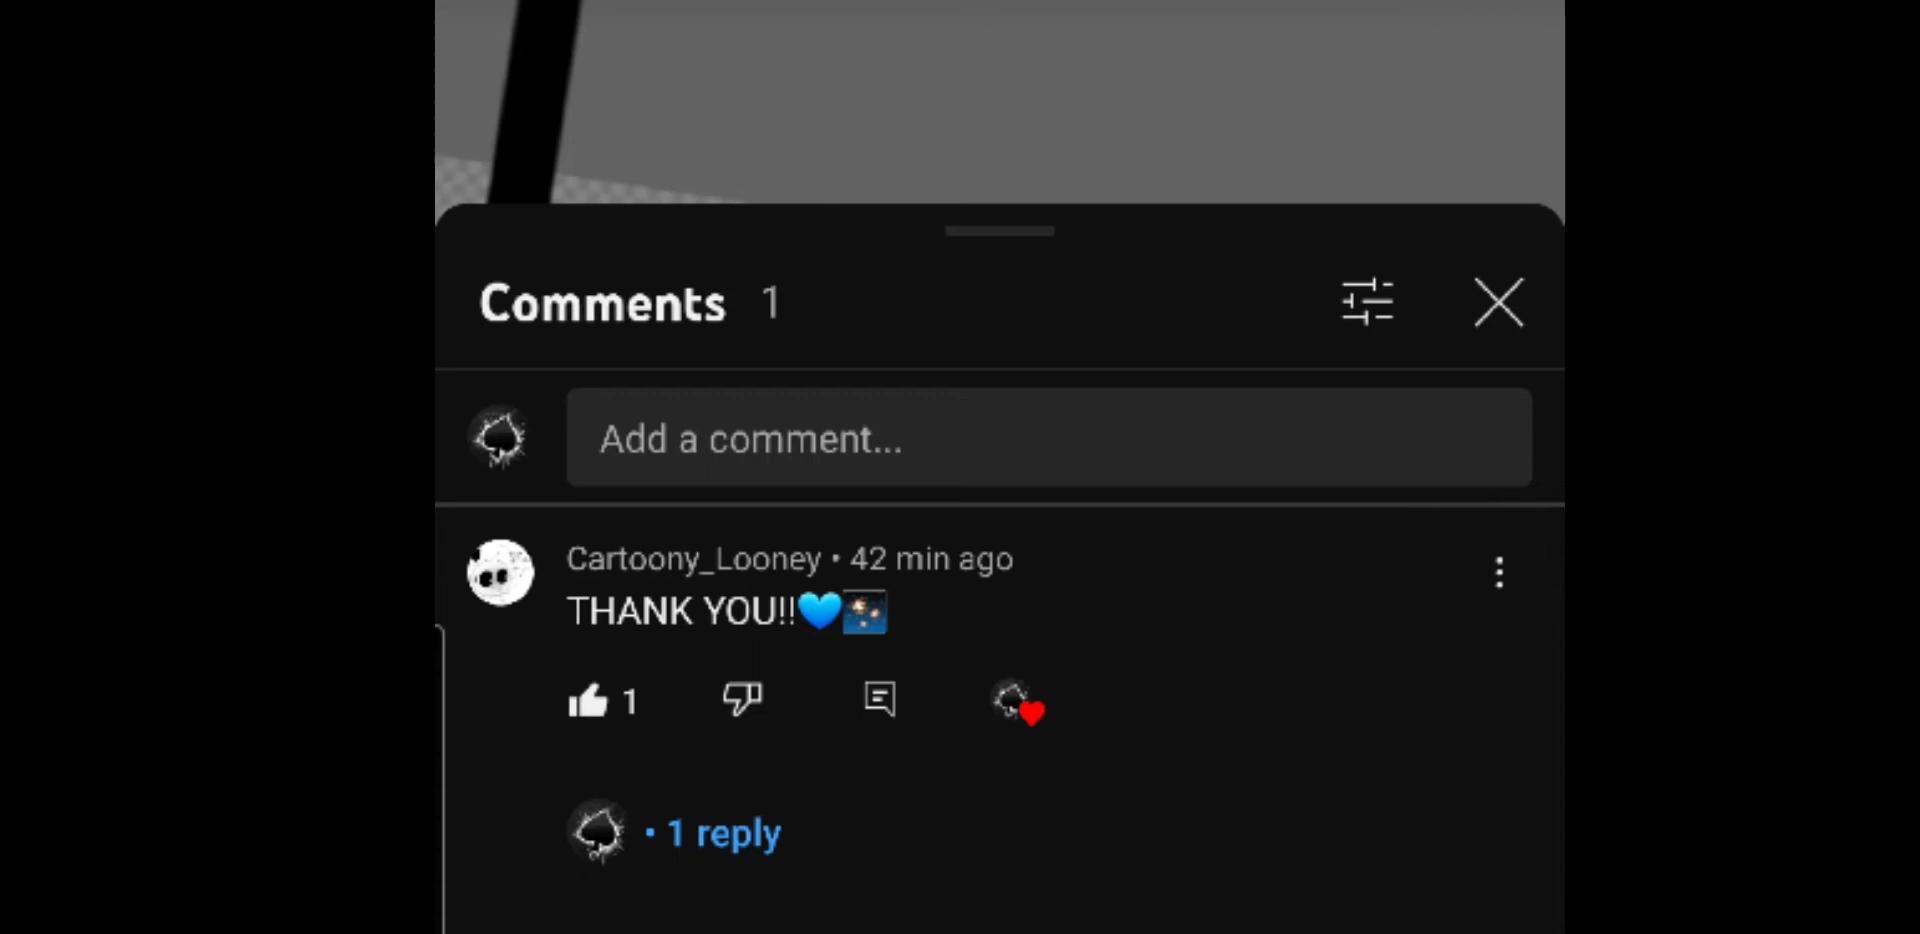 Comments 1
Add a comment...
Cartoony_Looney • 42 min ago
THANK YOU!!💙🎆
1
• 1 reply